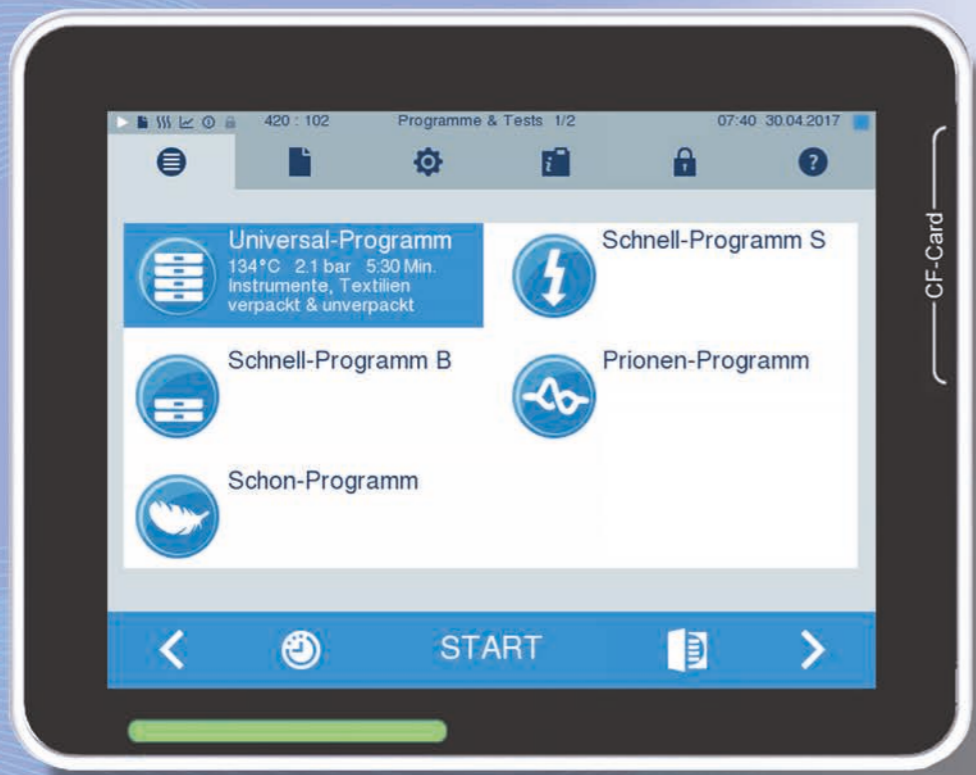 420 : 102 Programme & Tests 1/2 07:40 30.04.2017
Universal-Programm
134°C 2.1 bar 5:30 Min.
Instrumente, Textilien
verpackt & unverpackt
Schnell-Programm S
Schnell-Programm B
Prionen-Programm
Schon-Programm
START
CF-Card